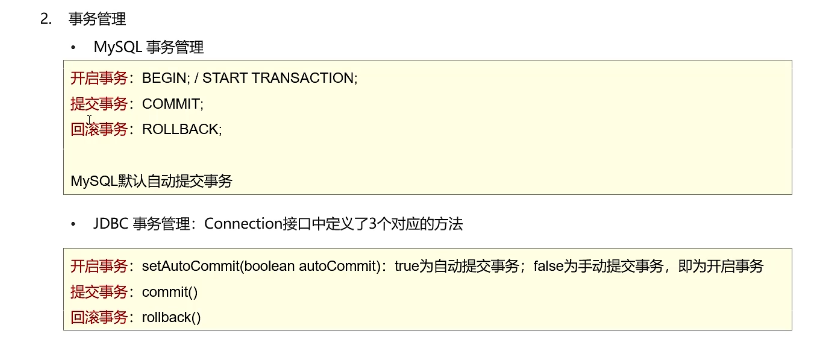 2. 事务管理
• MySQL 事务管理
开启事务：BEGIN; / START TRANSACTION;
提交事务：COMMIT;
回滚事务：ROLLBACK;
MySQL默认自动提交事务
• JDBC 事务管理：Connection接口中定义了3个对应的方法
开启事务：setAutoCommit(boolean autoCommit)：true为自动提交事务；false为手动提交事务，即为开启事务
提交事务：commit()
回滚事务：rollback()